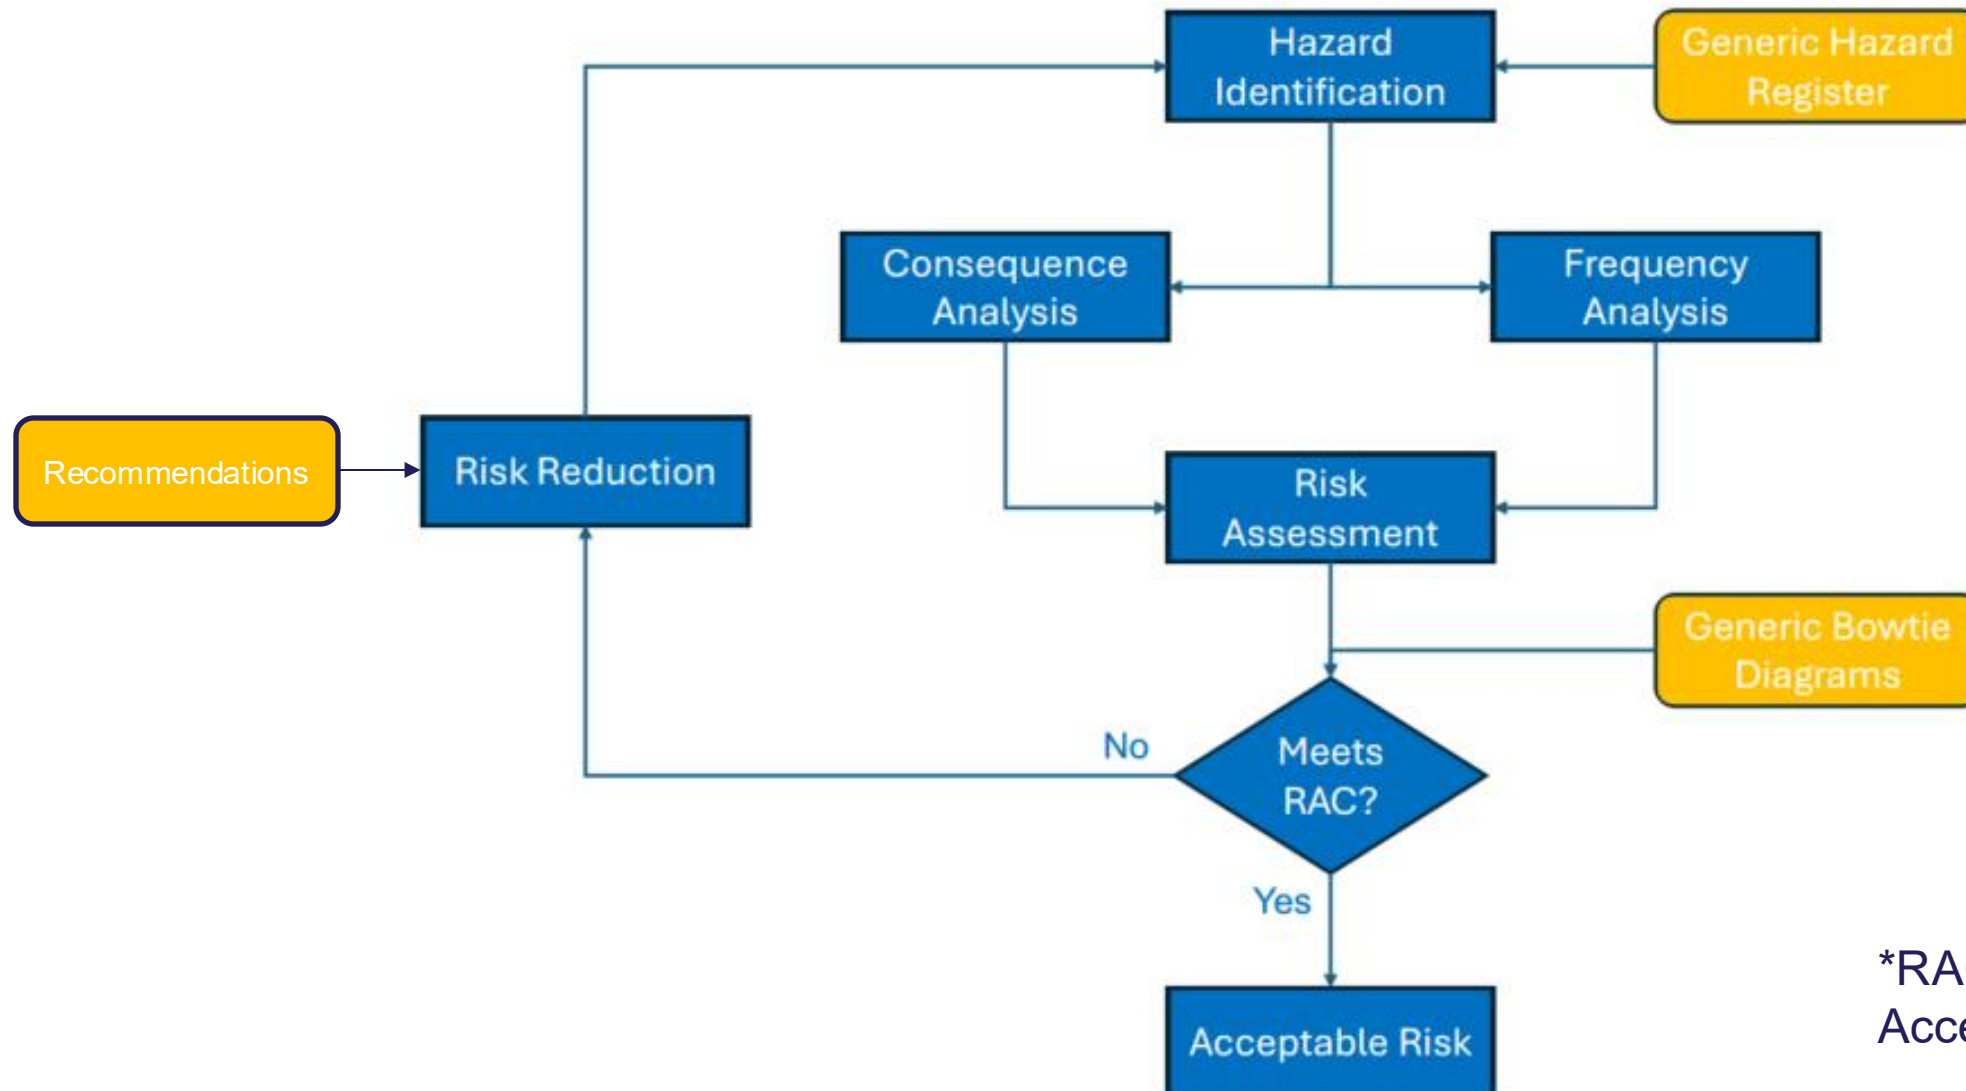 Hazard
Identification
Generic Hazard
Register
Consequence
Analysis
Frequency
Analysis
Recommendations
Risk Reduction
Risk
Assessment
Generic Bowtie
Diagrams
No
Meets
RAC?
Yes
Acceptable Risk